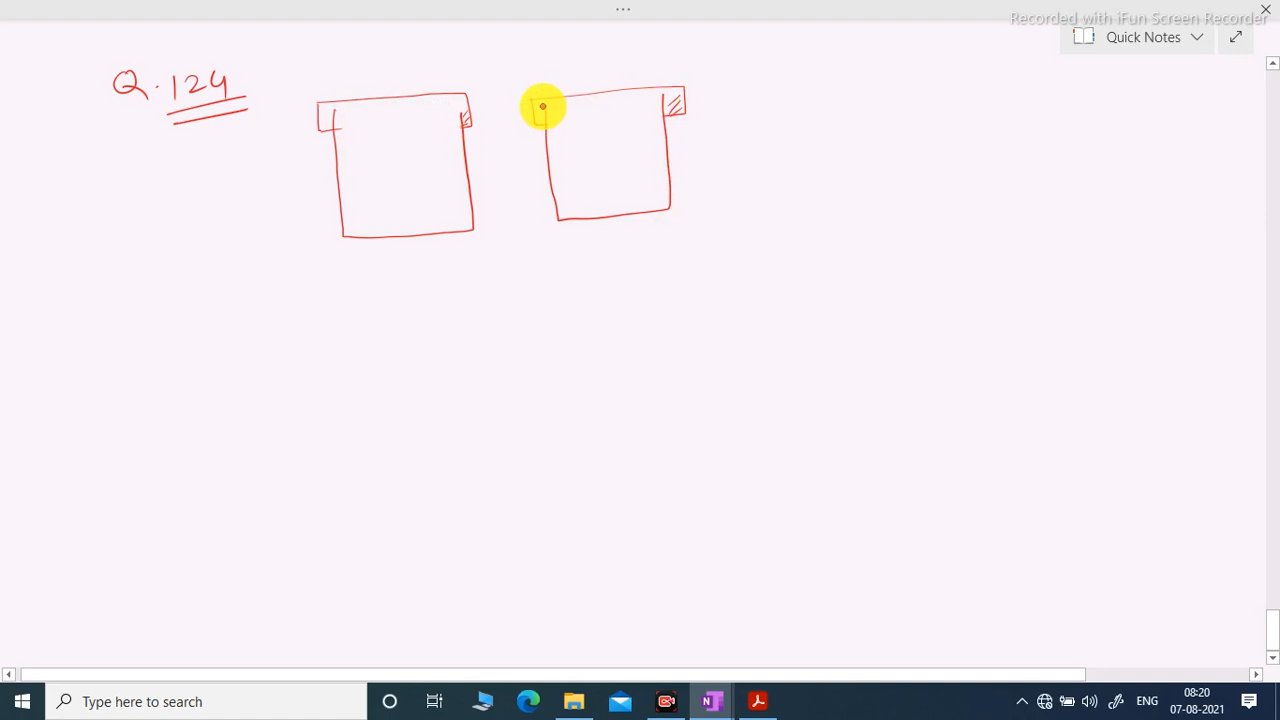 Recorded with iFun Screen Recorder
Quick Notes
Q. 124
Type here to search
ENG
08:20
07-08-2021